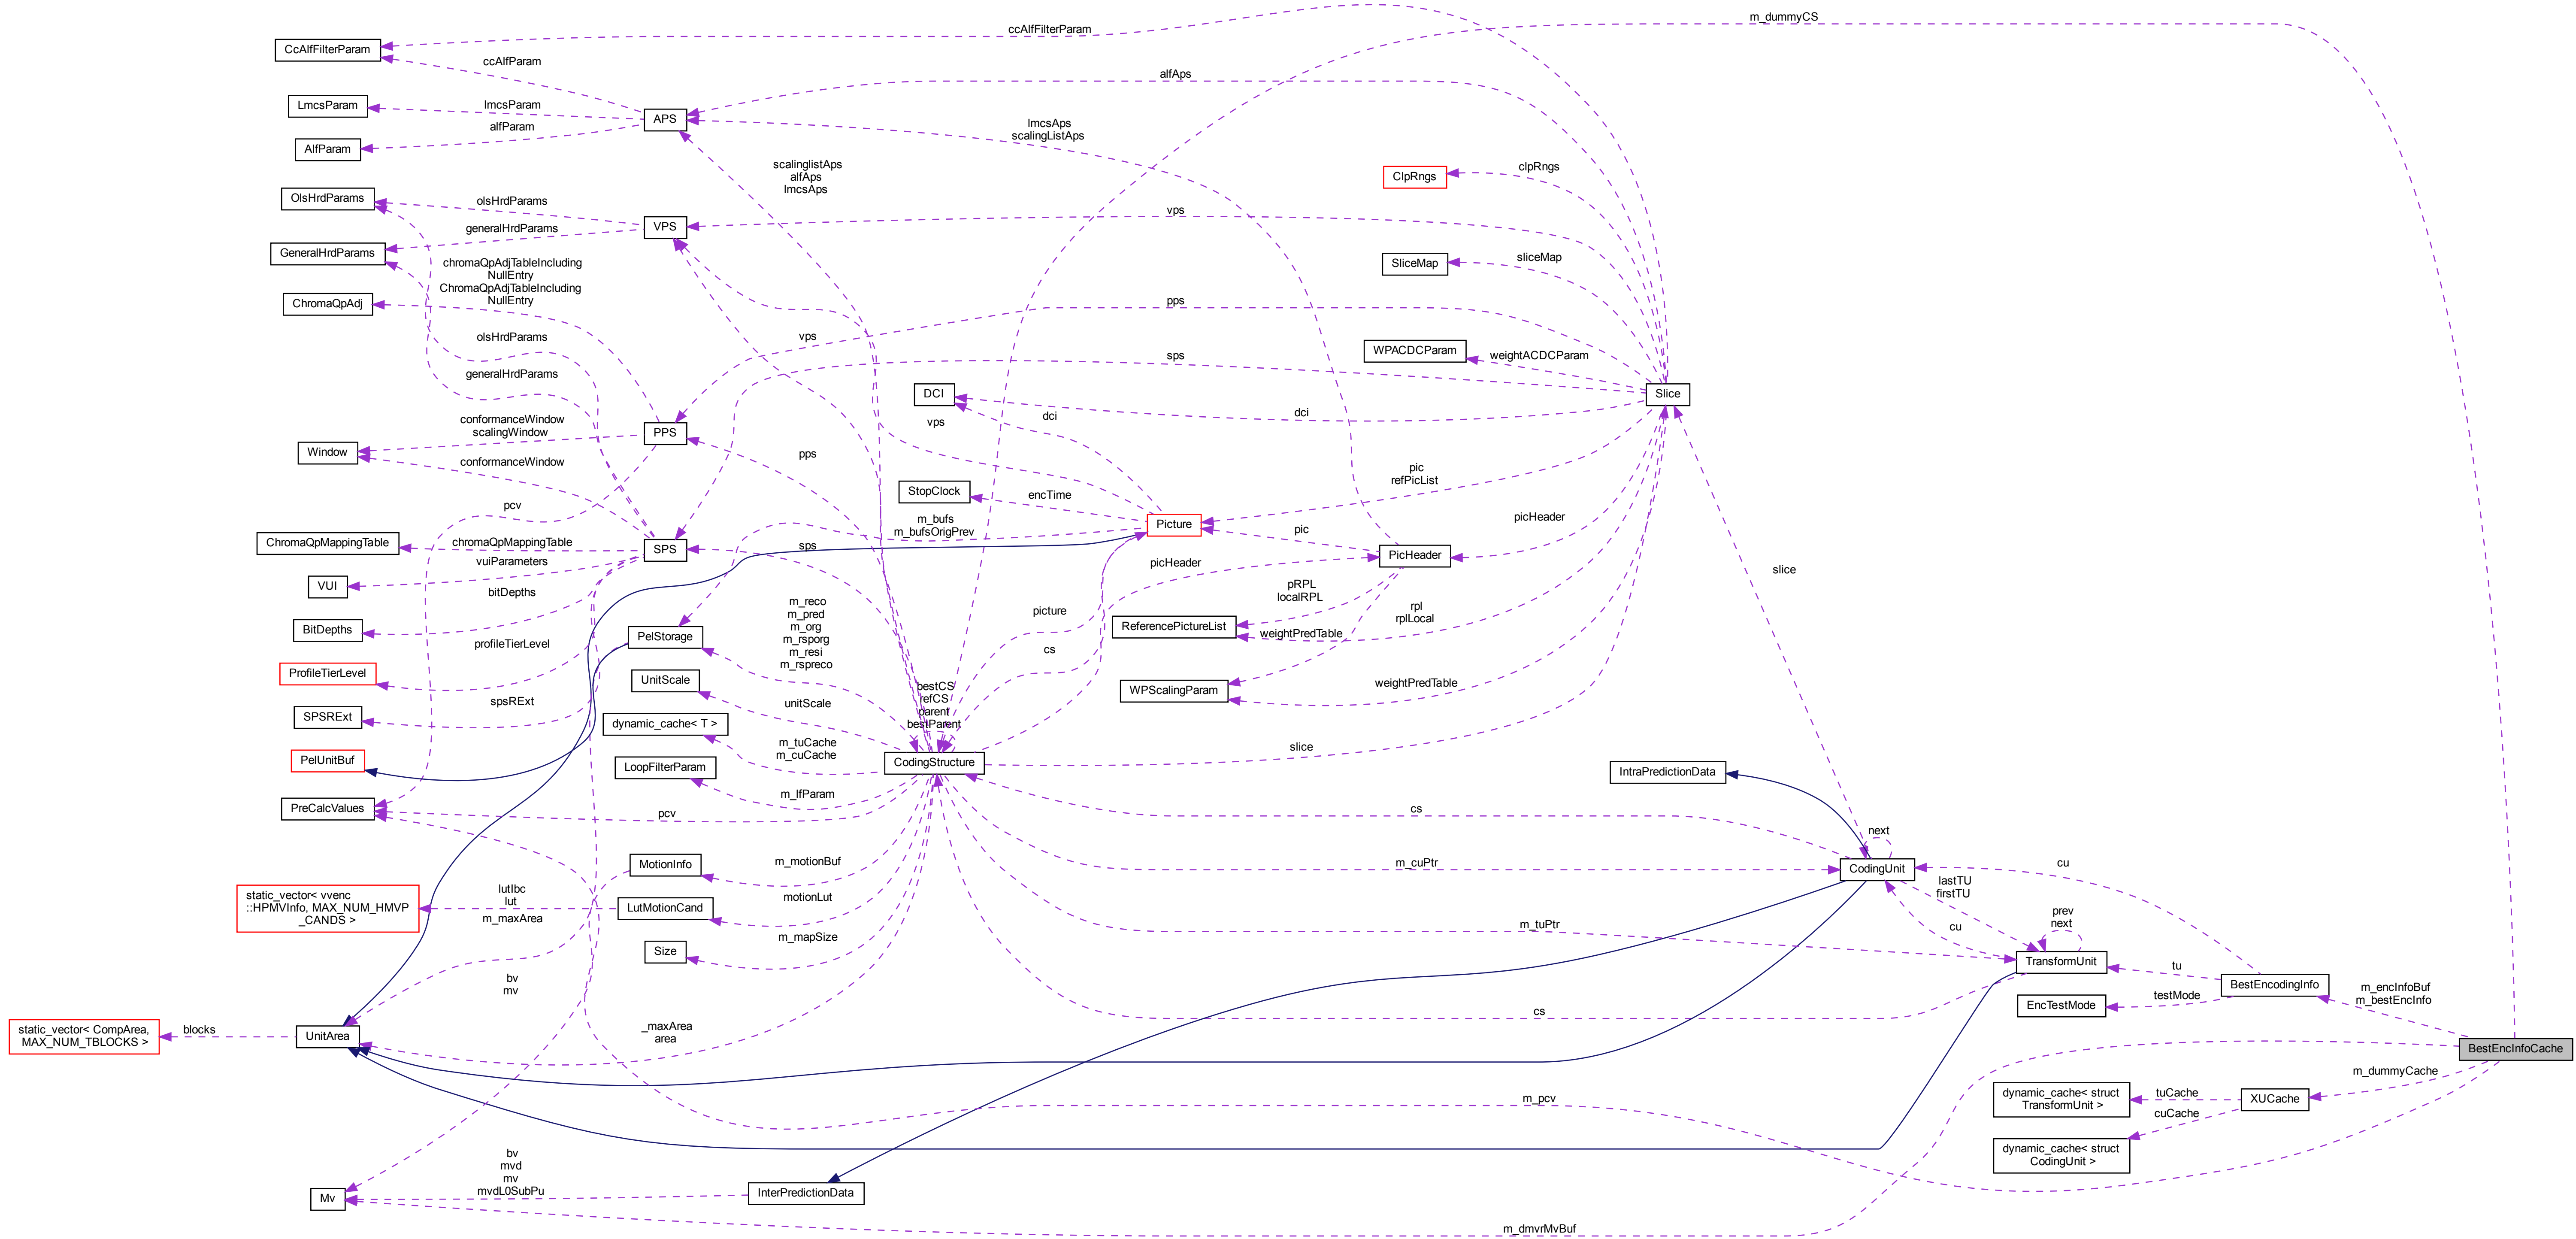 m_dummyCS
ccAlfFilterParam
CcAlfFilterParam
ccAlfParam
alfAps
LmcsParam
lmcsParam
APS
alfParam
AlfParam
lmcsAps
scalingListAps
scalinglistAps
alfAps
lmcsAps
clpRngs
ClpRngs
OlsHrdParams
olsHrdParams
vps
VPS
generalHrdParams
GeneralHrdParams
sliceMap
SliceMap
chromaQpAdjTableIncluding
NullEntry
ChromaQpAdjTableIncluding
NullEntry
ChromaQpAdj
pps
olsHrdParams
vps
WPACDCParam
weightACDCParam
sps
generalHrdParams
DCI
Slice
dci
dci
vps
conformanceWindow
scalingWindow
PPS
Window
conformanceWindow
pps
pic
refPicList
StopClock
encTime
pcv
m_bufs
m_bufsOrigPrev
Picture
picHeader
pic
ChromaQpMappingTable
chromaQpMappingTable
SPS
sps
PicHeader
vuiParameters
VUI
picHeader
slice
bitDepths
pRPL
localRPL
BitDepths
m_reco
m_pred
m_org
m_rsporg
m_resi
m_rspreco
picture
rpl
rplLocal
ReferencePictureList
PelStorage
weightPredTable
profileTierLevel
ProfileTierLevel
cs
UnitScale
WPScalingParam
weightPredTable
bestCS
refCS
parent
bestParent
spsRExt
SPSRExt
unitScale
dynamic_cache< T >
m_tuCache
m_cuCache
slice
PelUnitBuf
LoopFilterParam
CodingStructure
IntraPredictionData
m_lfParam
PreCalcValues
pcv
cs
next
MotionInfo
m_motionBuf
m_cuPtr
CodingUnit
cu
lastTU
firstTU
static_vector< vvenc
::HPMVInfo, MAX_NUM_HMVP
_CANDS >
lutIbc
lut
LutMotionCand
motionLut
m_maxArea
prev
next
m_tuPtr
cu
Size
m_mapSize
TransformUnit
tu
BestEncodingInfo
bv
mv
m_encInfoBuf
m_bestEncInfo
EncTestMode
testMode
cs
static_vector< CompArea,
MAX_NUM_TBLOCKS >
blocks
UnitArea
_maxArea
area
BestEncInfoCache
m_dummyCache
m_pcv
dynamic_cache< struct
TransformUnit >
tuCache
XUCache
cuCache
dynamic_cache< struct
CodingUnit >
bv
mvd
mv
mvdL0SubPu
Mv
InterPredictionData
m_dmvrMvBuf